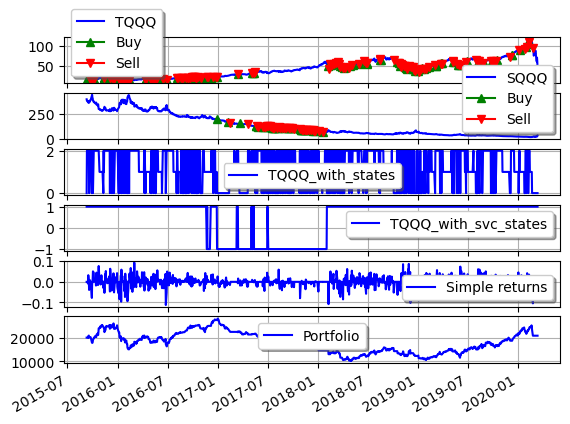 TQQQ
Buy
Sell
100
50
SQQQ
Buy
Sell
250
0
TQQQ_with_states
2
0
TQQQ_with_svc_states
1
−1
Simple returns
0.1
0.0
−0.1
Portfolio
20000
10000
2015-07
2016-01
2016-07
2017-01
2017-07
2018-01
2018-07
2019-01
2019-07
2020-01